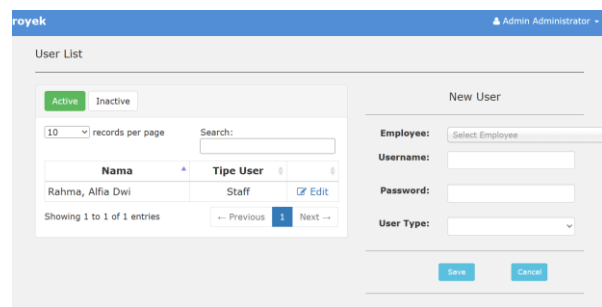 royek
Admin Administrator
User List
Active Inactive
10 records per page
Search:
Nama Tipe User
Rahma, Alfia Dwi Staff Edit
Showing 1 to 1 of 1 entries
← Previous 1 Next →
New User
Employee: Select Employee
Username:
Password:
User Type:
Save Cancel